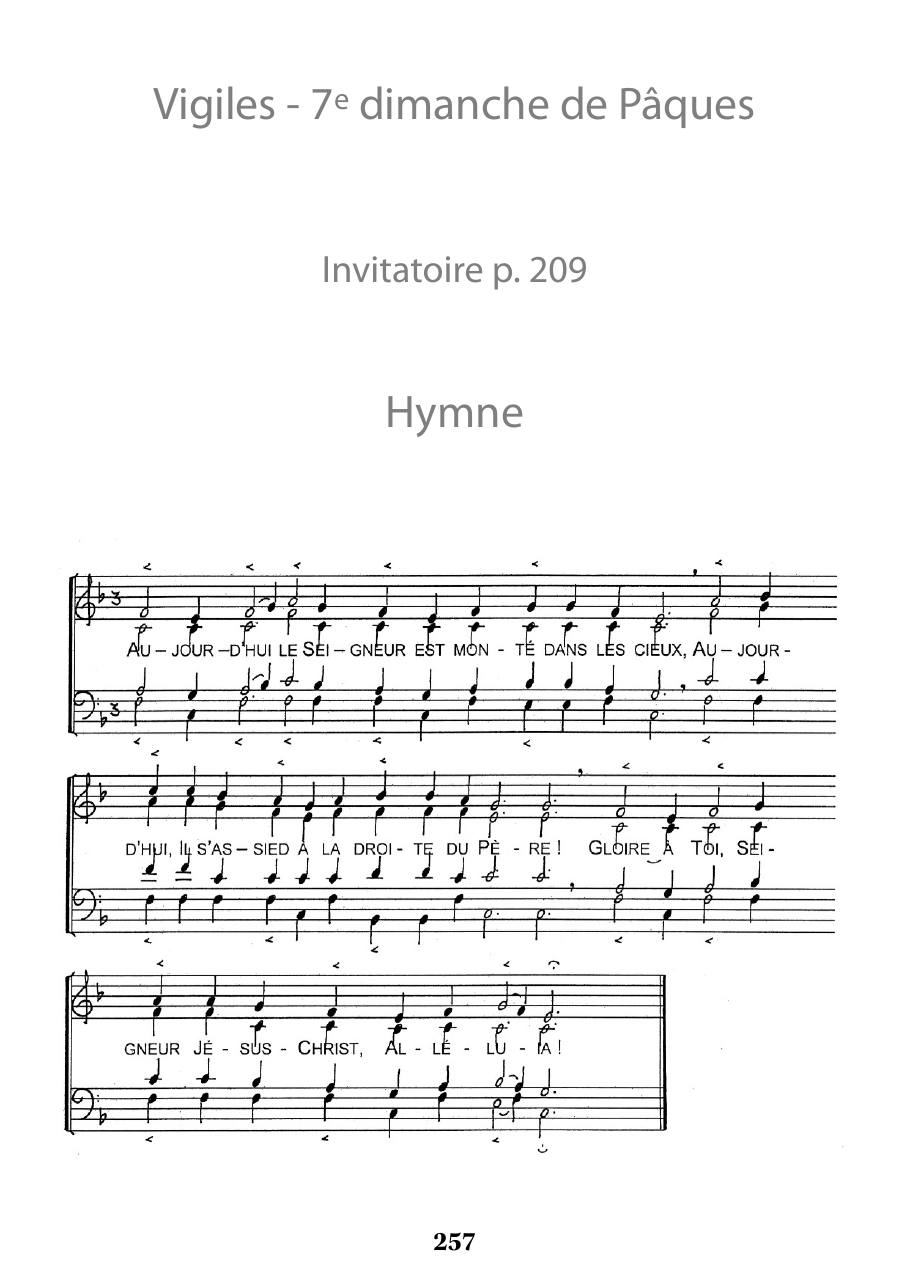 Vigiles - 7e dimanche de Pâques
Invitatoire p. 209
Hymne
3
AU – JOUR – D'HUI LE SEI – GNEUR EST MON - TÉ DANS LES CIEUX, AU – JOUR -
3
D'HUI, IL S'AS – SIED À LA DROI - TE DU PÈ - RE ! GLOIRE À TOI, SEI -
GNEUR JÉ - SUS - CHRIST, AL - LÉ - LU - IA !
257